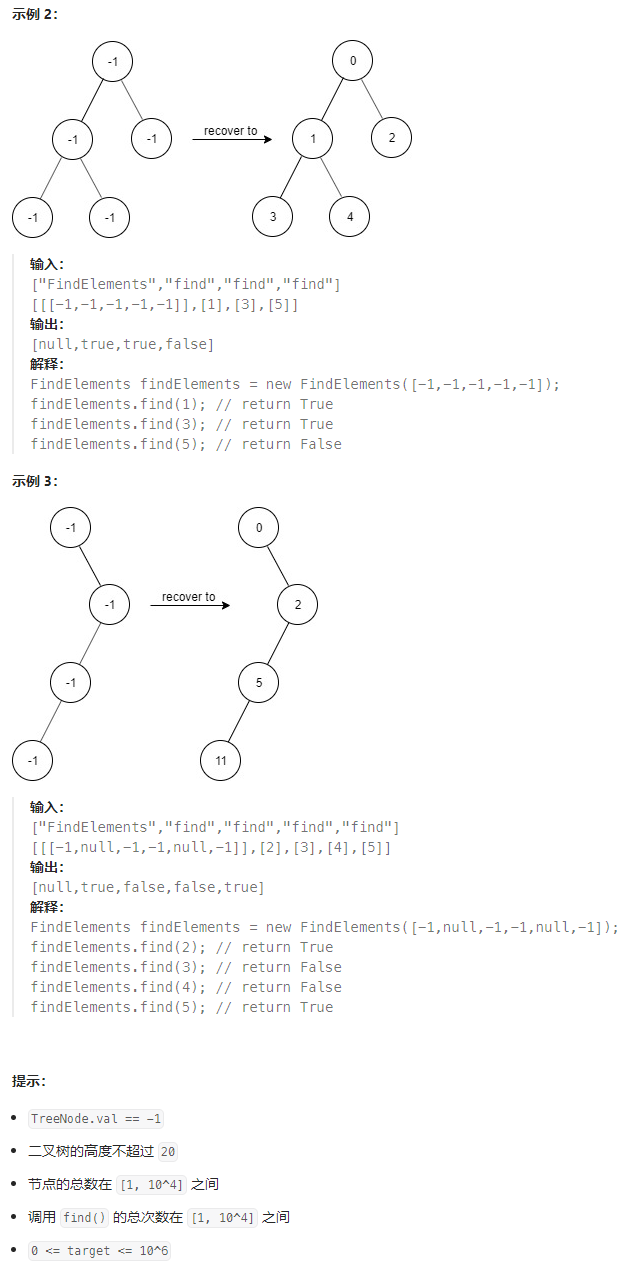 示例 2：
-1
0
-1
-1
recover to
1
2
-1
-1
3
4
输入：
["FindElements","find","find","find"]
[[[-1,-1,-1,-1,-1]],[1],[3],[5]]
输出：
[null,true,true,false]
解释：
FindElements findElements = new FindElements([-1,-1,-1,-1,-1]);
findElements.find(1); // return True
findElements.find(3); // return True
findElements.find(5); // return False
示例 3：
-1
0
-1
recover to
2
-1
5
-1
11
输入：
["FindElements","find","find","find","find"]
[[[-1,null,-1,-1,null,-1]],[2],[3],[4],[5]]
输出：
[null,true,false,false,true]
解释：
FindElements findElements = new FindElements([-1,null,-1,-1,null,-1]);
findElements.find(2); // return True
findElements.find(3); // return False
findElements.find(4); // return False
findElements.find(5); // return True
提示：
• TreeNode.val == -1
• 二叉树的高度不超过 20
• 节点的总数在 [1, 10^4] 之间
• 调用 find() 的总次数在 [1, 10^4] 之间
• 0 <= target <= 10^6